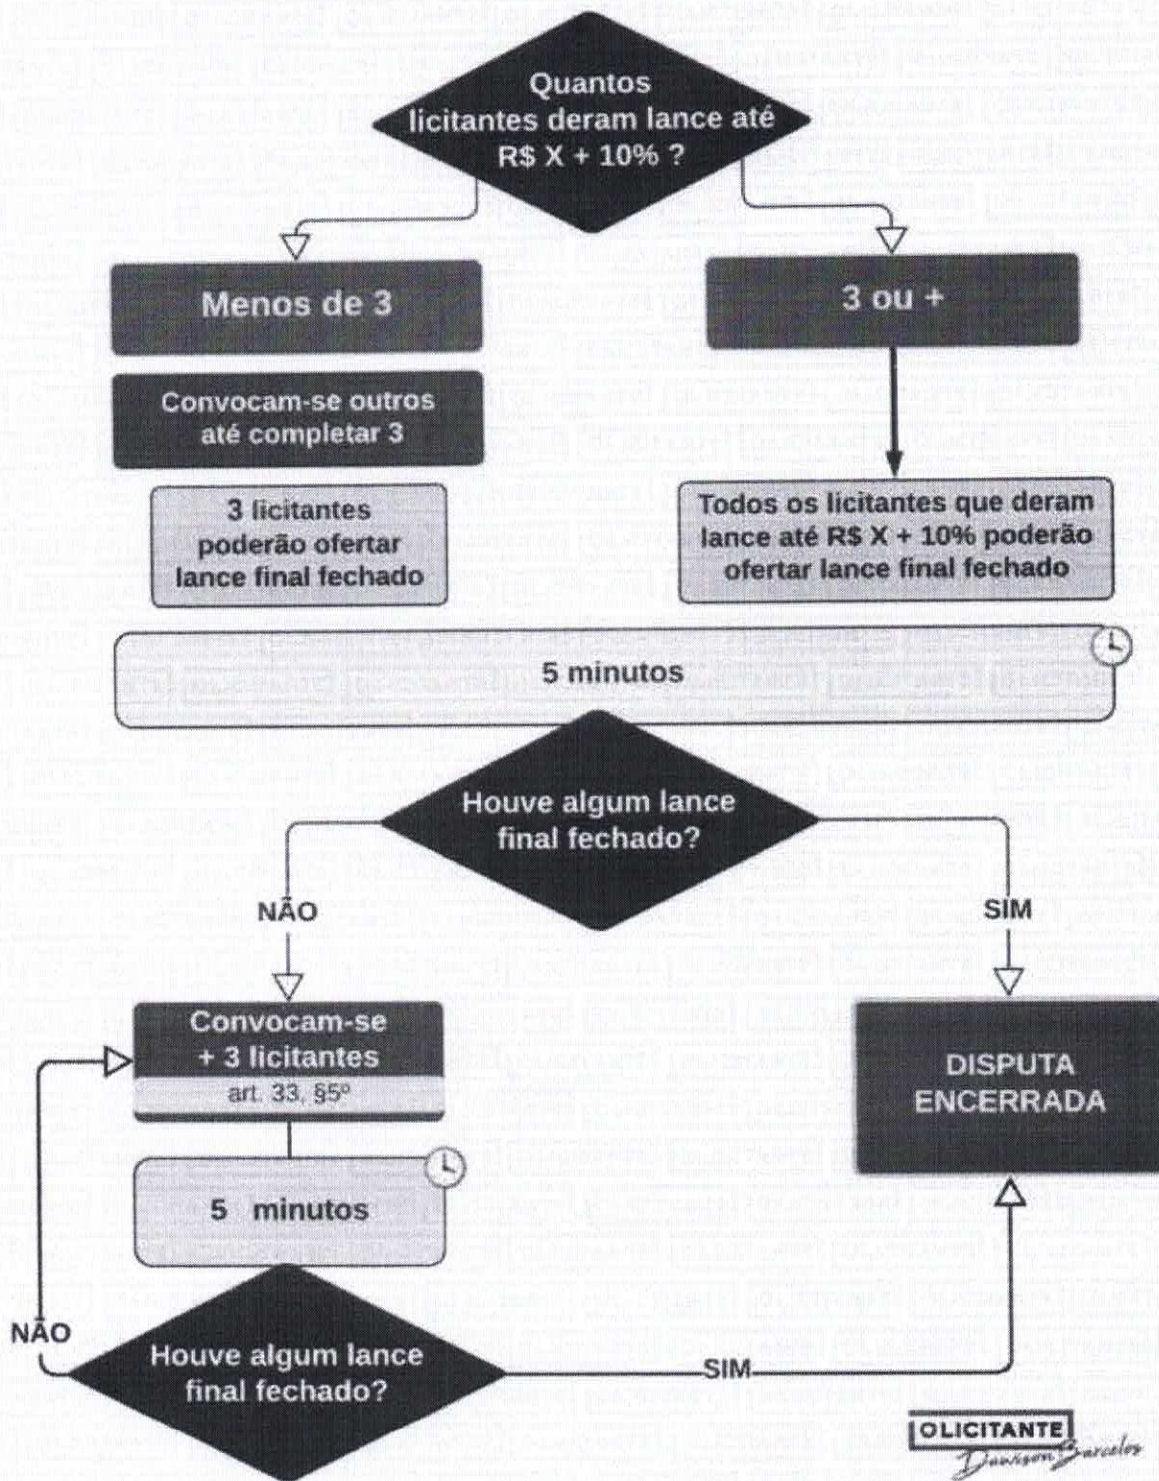 Quantos
licitantes deram lance até
R$ X + 10% ?
Menos de 3
3 ou +
Convocam-se outros
até completar 3
3 licitantes
poderão ofertar
lance final fechado
Todos os licitantes que deram
lance até R$ X + 10% poderão
ofertar lance final fechado
5 minutos
Houve algum lance
final fechado?
NÃO
SIM
Convocam-se
+ 3 licitantes
art. 33, §5º
DISPUTA
ENCERRADA
5 minutos
NÃO
Houve algum lance
final fechado?
SIM
OLICITANTE
Dawison Barcelos